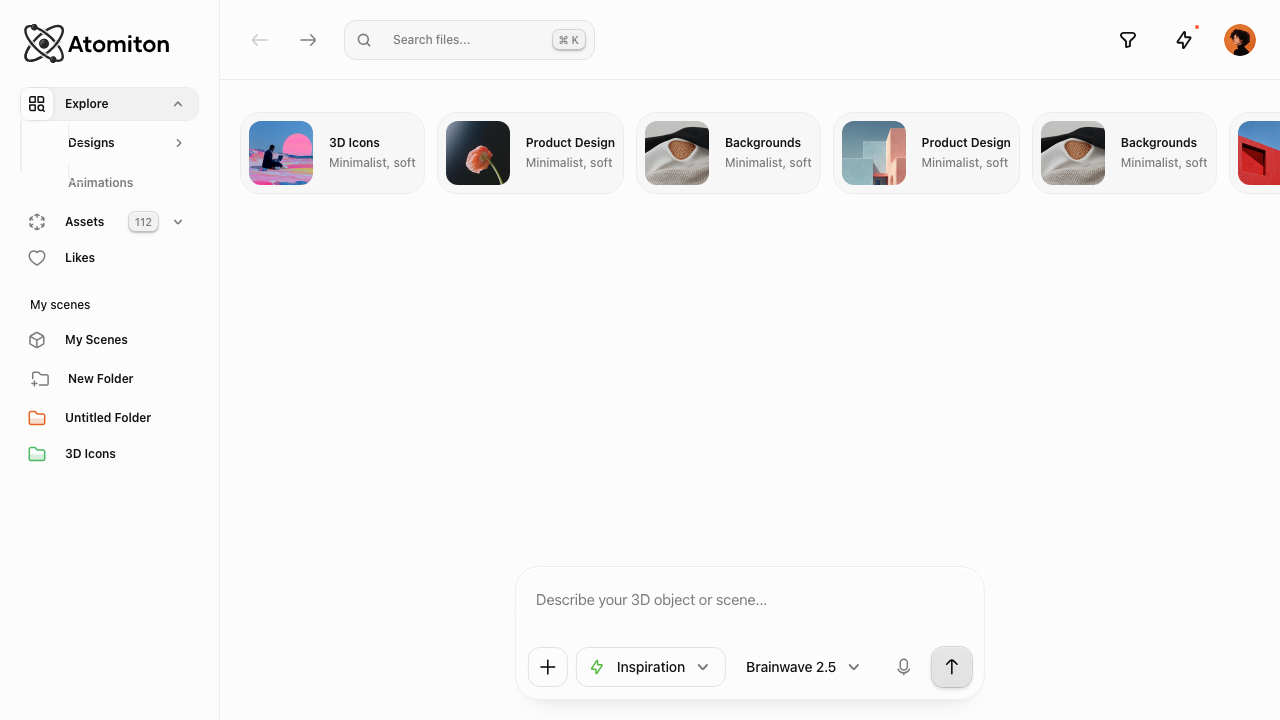 Atomiton
Search files...
⌘ K
Explore
Designs
Animations
Assets
112
Likes
My scenes
My Scenes
New Folder
Untitled Folder
3D Icons
3D Icons
Minimalist, soft
Product Design
Minimalist, soft
Backgrounds
Minimalist, soft
Product Design
Minimalist, soft
Backgrounds
Minimalist, soft
Describe your 3D object or scene...
Inspiration
Brainwave 2.5